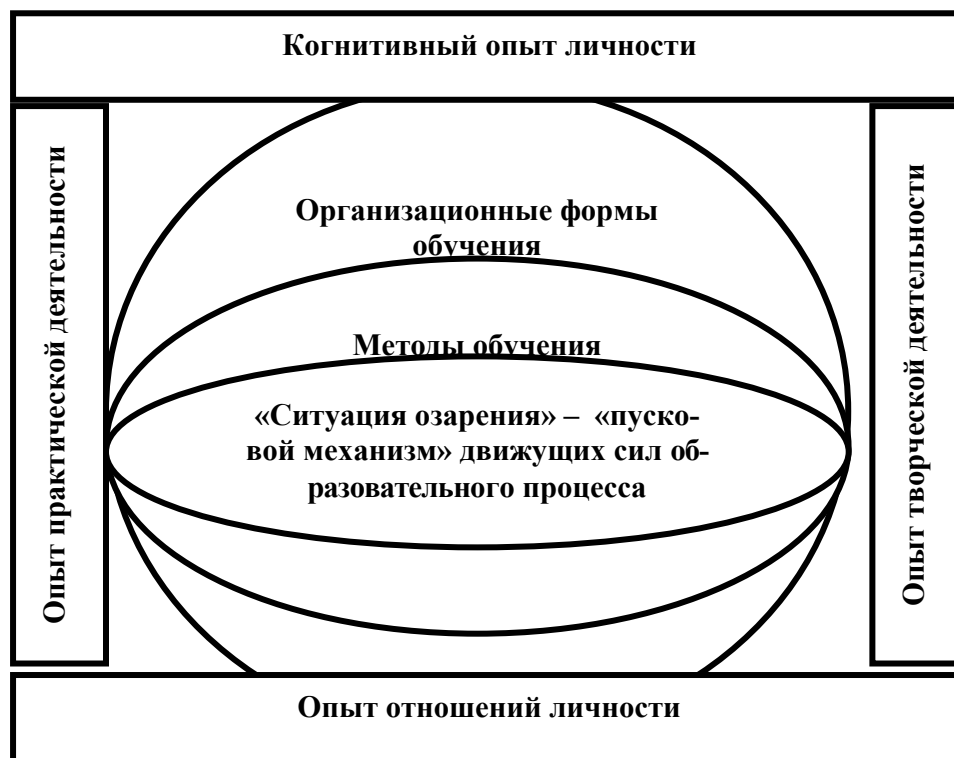 Когнитивный опыт личности
Опыт практической деятельности
Организационные формы
обучения
Методы обучения
«Ситуация озарения» – «пуско-
вой механизм» движущих сил об-
разовательного процесса
Опыт творческой деятельности
Опыт отношений личности